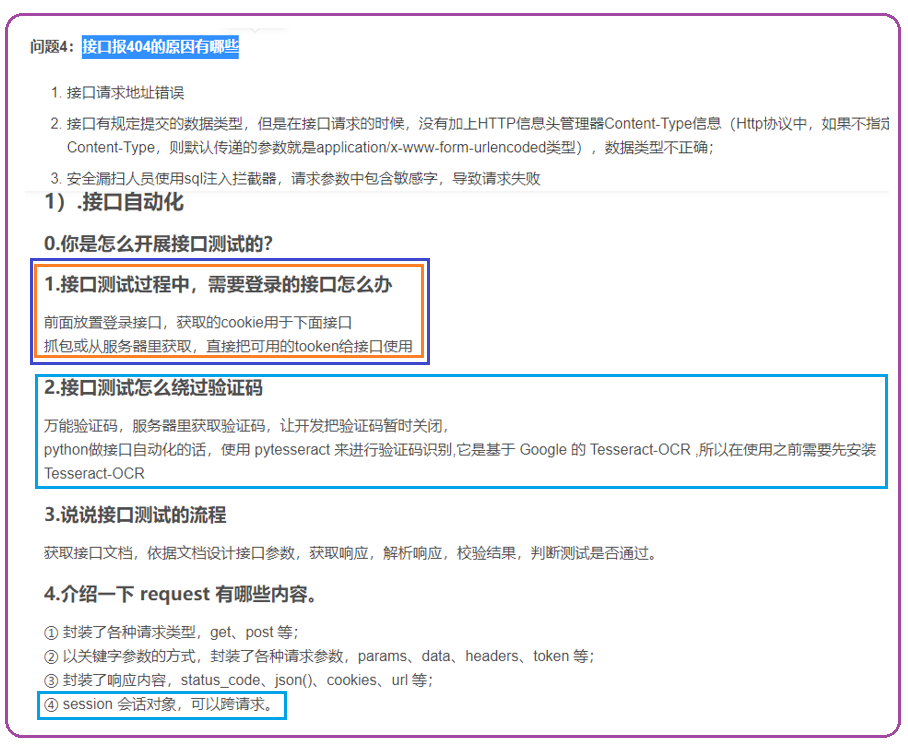 问题4：接口报404的原因有哪些
1. 接口请求地址错误
2. 接口有规定提交的数据类型，但是在接口请求的时候，没有加上HTTP信息头管理器Content-Type信息（Http协议中，如果不指定
Content-Type，则默认传递的参数就是application/x-www-form-urlencoded类型），数据类型不正确；
3. 安全漏扫人员使用sql注入拦截器，请求参数中包含敏感字，导致请求失败
1）.接口自动化
0.你是怎么开展接口测试的？
1.接口测试过程中，需要登录的接口怎么办
前面放置登录接口，获取的cookie用于下面接口
抓包或从服务器里获取，直接把可用的tooken给接口使用
2.接口测试怎么绕过验证码
万能验证码，服务器里获取验证码，让开发把验证码暂时关闭，
python做接口自动化的话，使用 pytesseract 来进行验证码识别,它是基于 Google 的 Tesseract-OCR ,所以在使用之前需要先安装
Tesseract-OCR
3.说说接口测试的流程
获取接口文档，依据文档设计接口参数，获取响应，解析响应，校验结果，判断测试是否通过。
4.介绍一下 request 有哪些内容。
① 封装了各种请求类型，get、post 等；
② 以关键字参数的方式，封装了各种请求参数，params、data、headers、token 等；
③ 封装了响应内容，status_code、json()、cookies、url 等；
④ session 会话对象，可以跨请求。